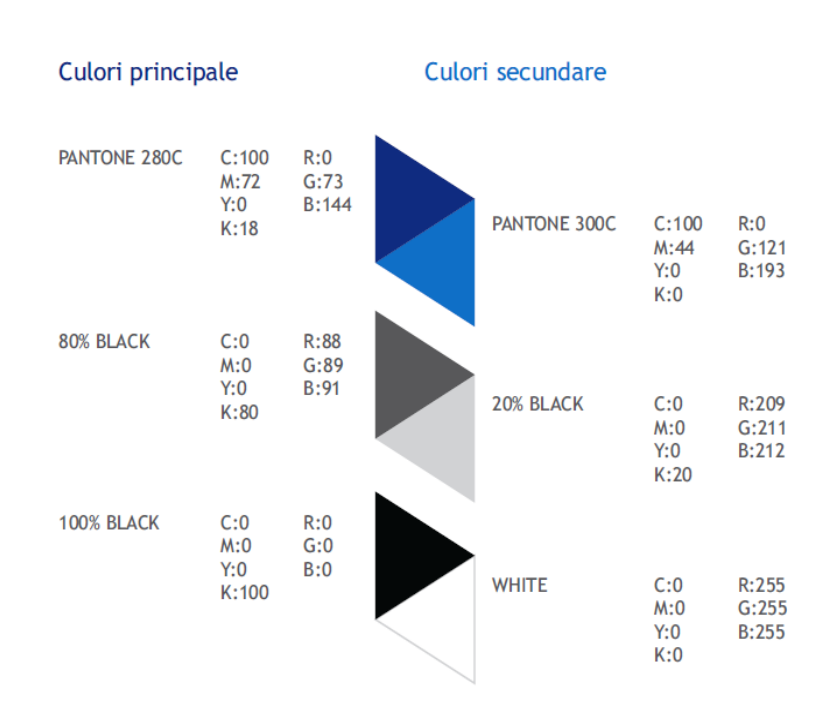 Culori principale
Culori secundare
PANTONE 280C C:100 R:0
M:72 G:73
Y:0 B:144
K:18
PANTONE 300C C:100 R:0
M:44 G:121
Y:0 B:193
K:0
80% BLACK C:0 R:88
M:0 G:89
Y:0 B:91
K:80
20% BLACK C:0 R:209
M:0 G:211
Y:0 B:212
K:20
100% BLACK C:0 R:0
M:0 G:0
Y:0 B:0
K:100
WHITE C:0 R:255
M:0 G:255
Y:0 B:255
K:0